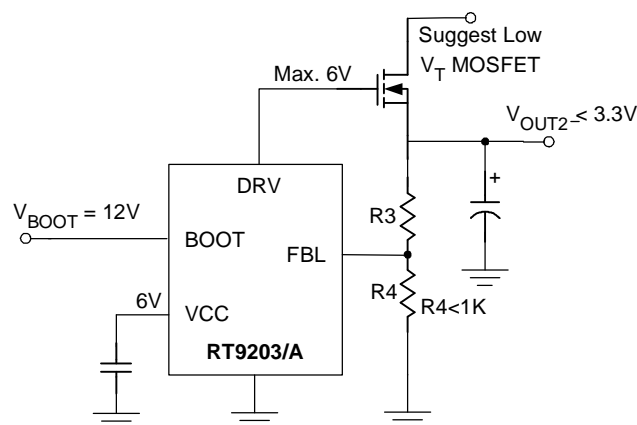 Suggest Low
V_T MOSFET
Max. 6V
V_OUT2 < 3.3V
DRV
+
V_BOOT = 12V
R3
BOOT
FBL
6V
VCC
R4
R4<1K
RT9203/A